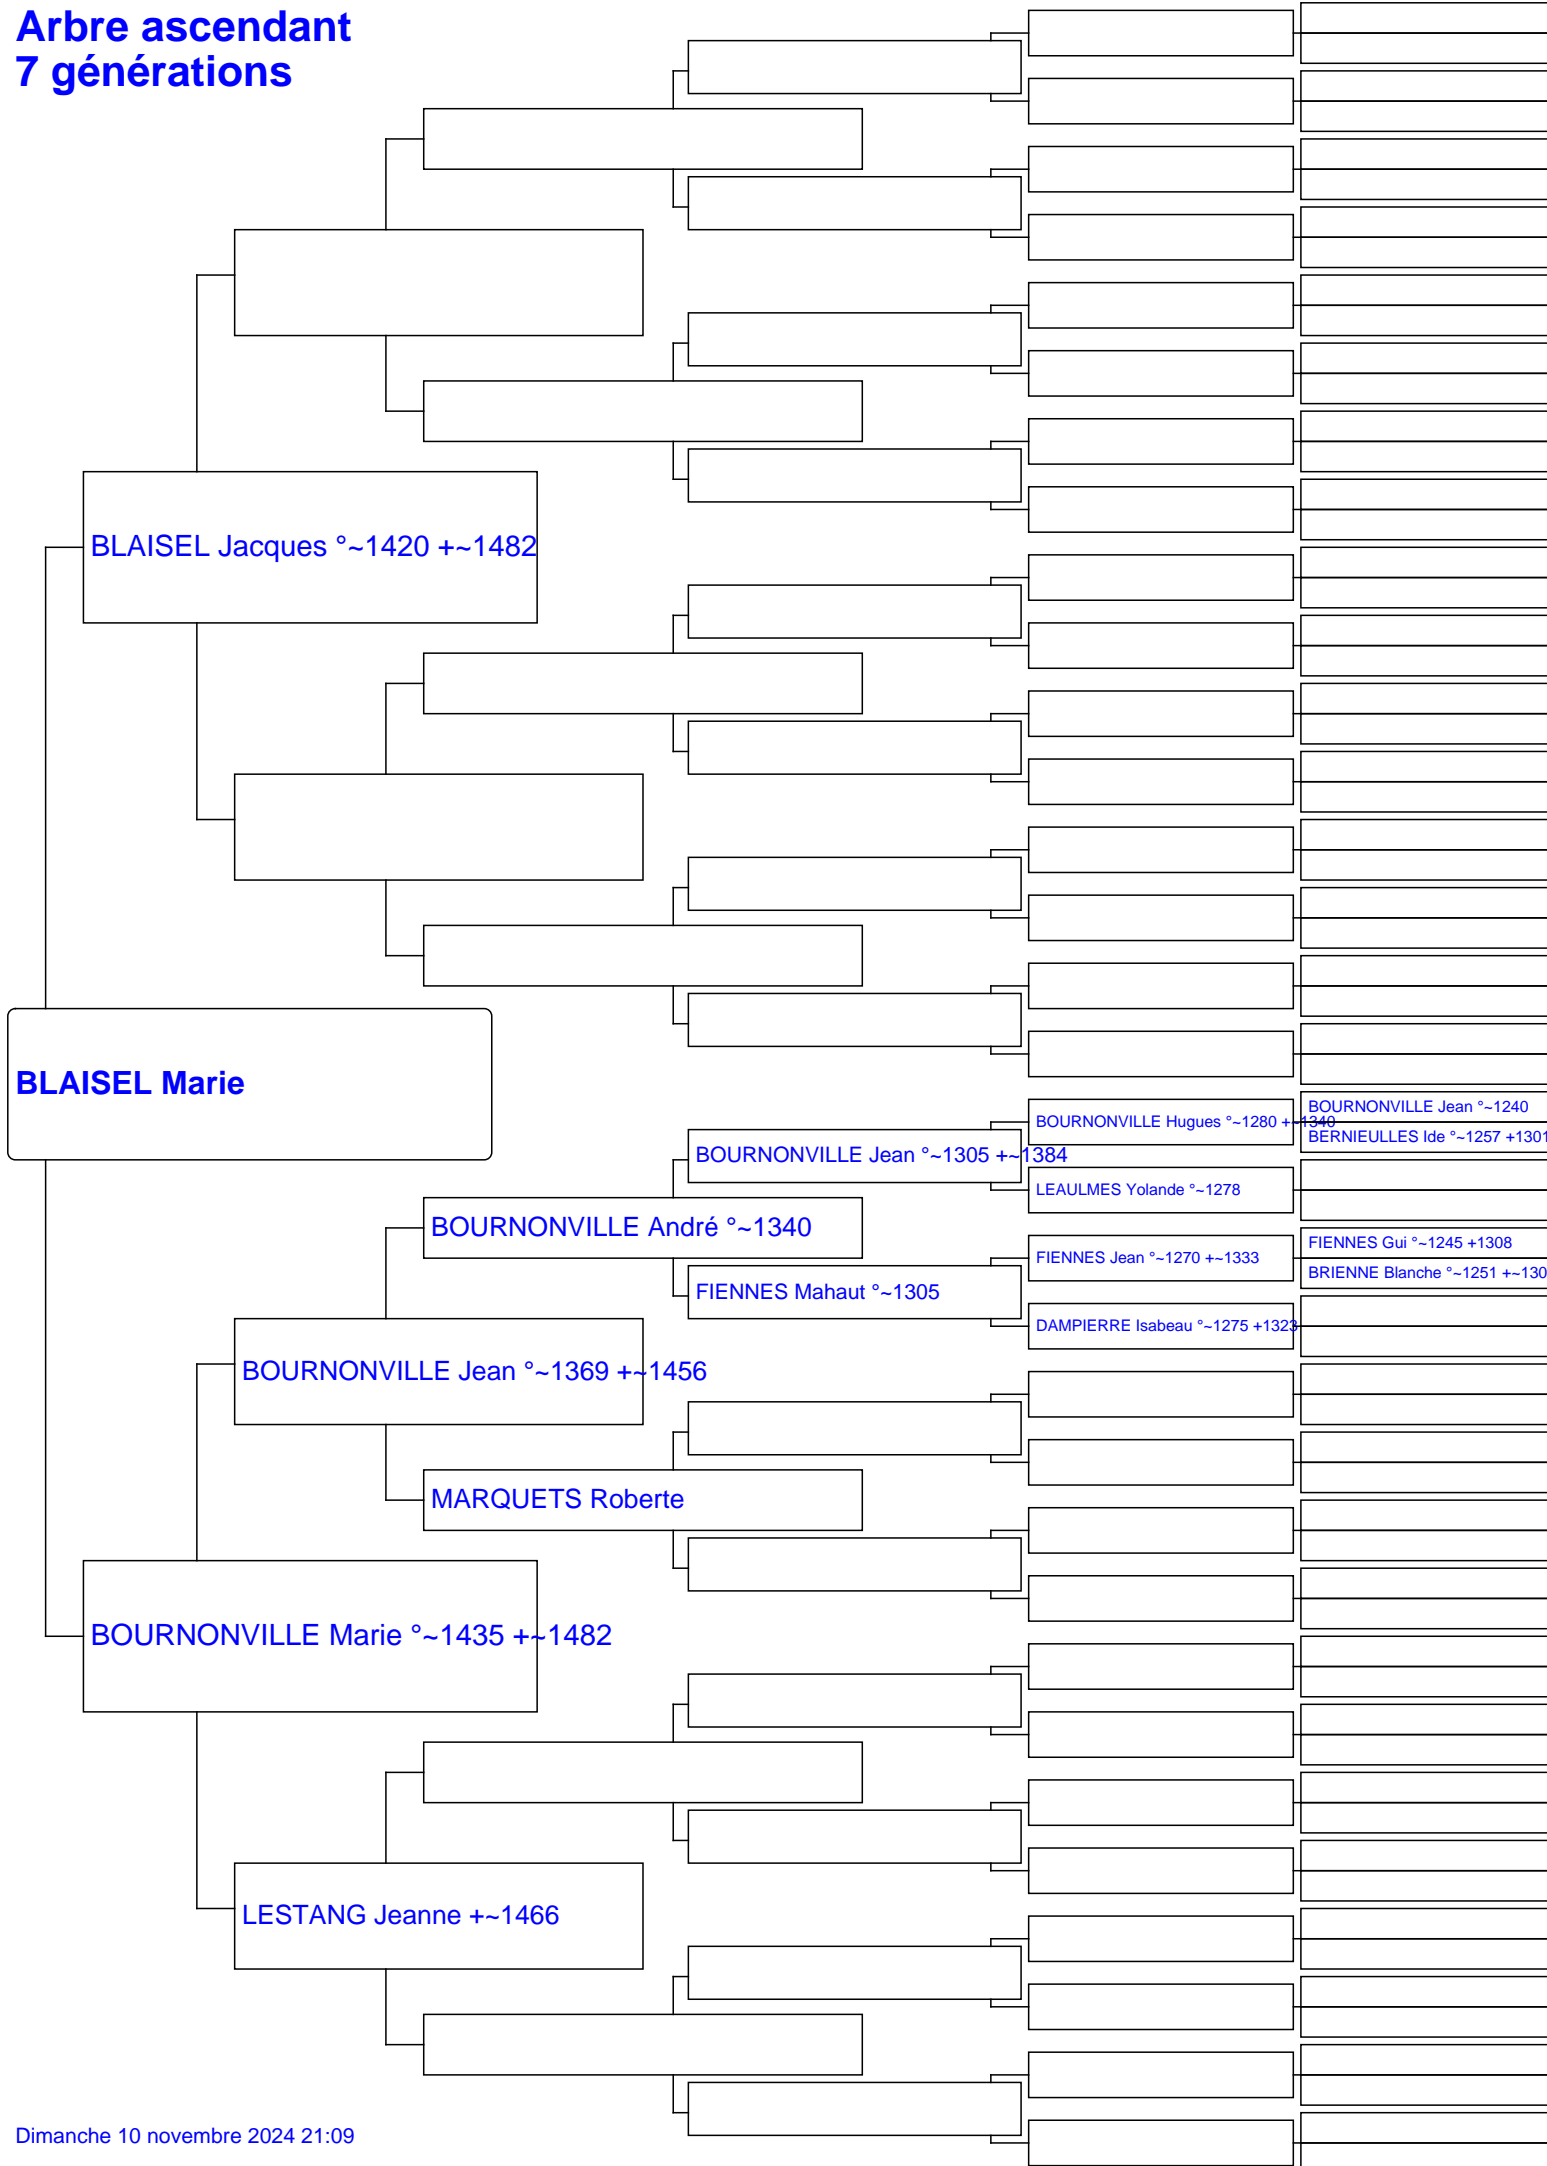 Arbre ascendant
7 générations
BLAISEL Jacques °~1420 +~1482
BLAISEL Marie
BOURNONVILLE Hugues °~1280 +~1340
BOURNONVILLE Jean °~1240
BERNIEULLES Ide °~1257 +1301
BOURNONVILLE Jean °~1305 +~1384
LEAULMES Yolande °~1278
BOURNONVILLE André °~1340
FIENNES Jean °~1270 +~1333
FIENNES Gui °~1245 +1308
BRIENNE Blanche °~1251 +~130
FIENNES Mahaut °~1305
DAMPIERRE Isabeau °~1275 +1323
BOURNONVILLE Jean °~1369 +~1456
MARQUETS Roberte
BOURNONVILLE Marie °~1435 +~1482
LESTANG Jeanne +~1466
Dimanche 10 novembre 2024 21:09